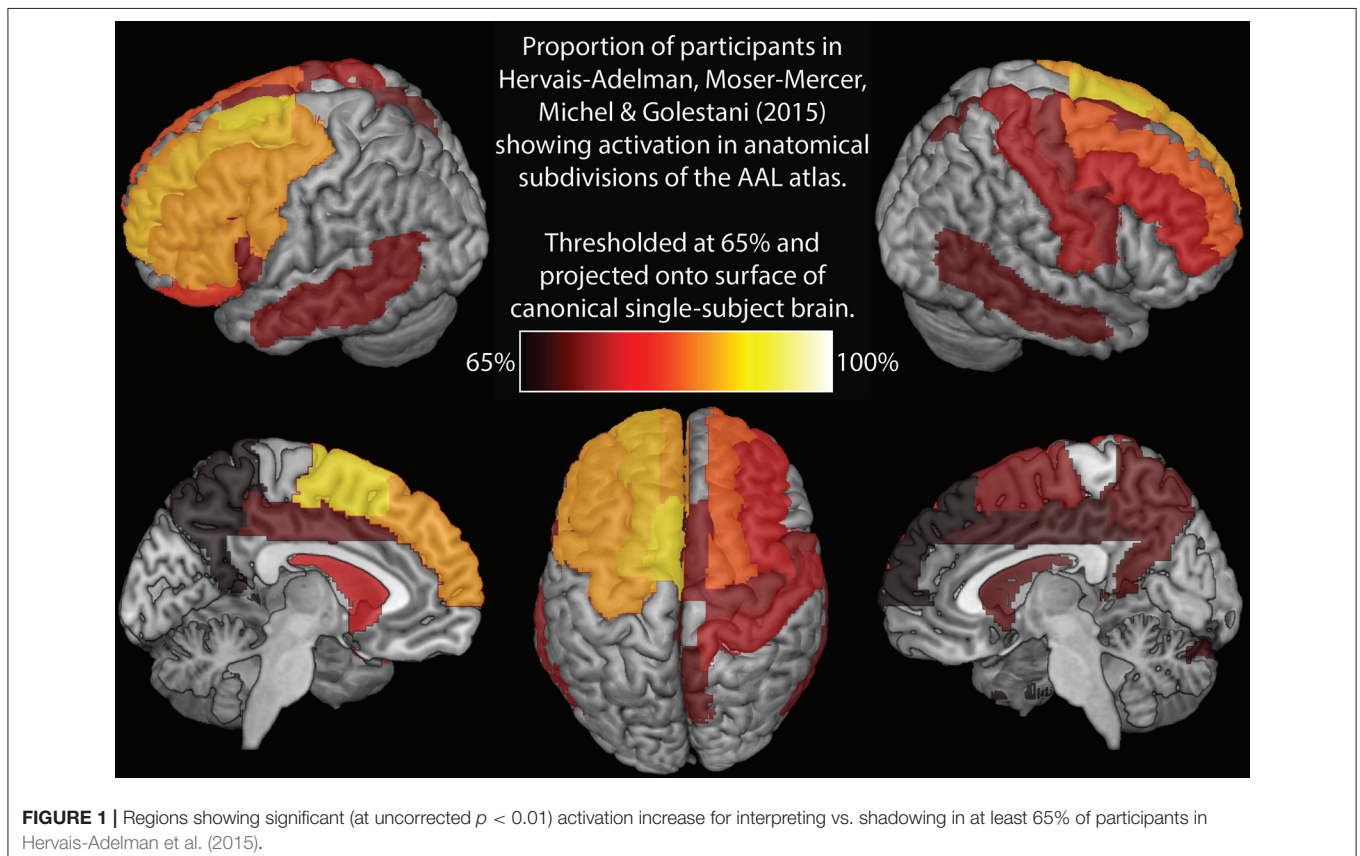 Proportion of participants in
Hervais-Adelman, Moser-Mercer,
Michel & Golestani (2015)
showing activation in anatomical
subdivisions of the AAL atlas.
Thresholded at 65% and
projected onto surface of
canonical single-subject brain.
65%
100%
FIGURE 1 | Regions showing significant (at uncorrected p < 0.01) activation increase for interpreting vs. shadowing in at least 65% of participants in
Hervais-Adelman et al. (2015).